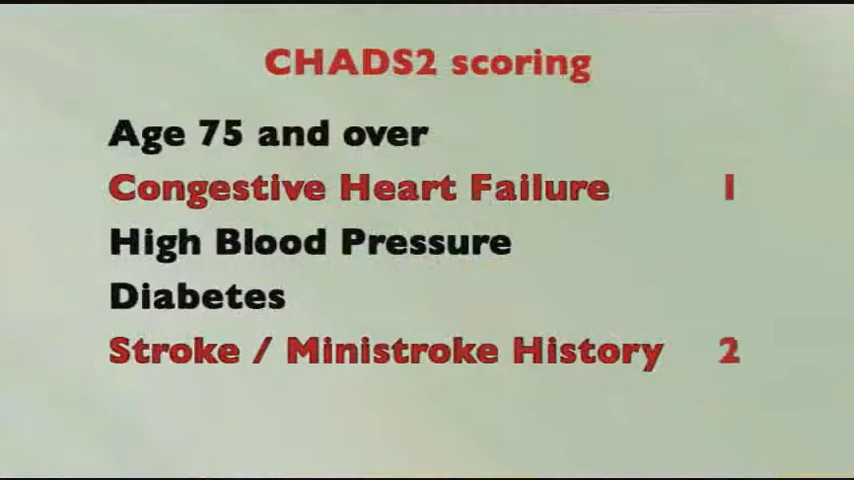 CHADS2 scoring
Age 75 and over
Congestive Heart Failure 1
High Blood Pressure
Diabetes
Stroke / Ministroke History 2